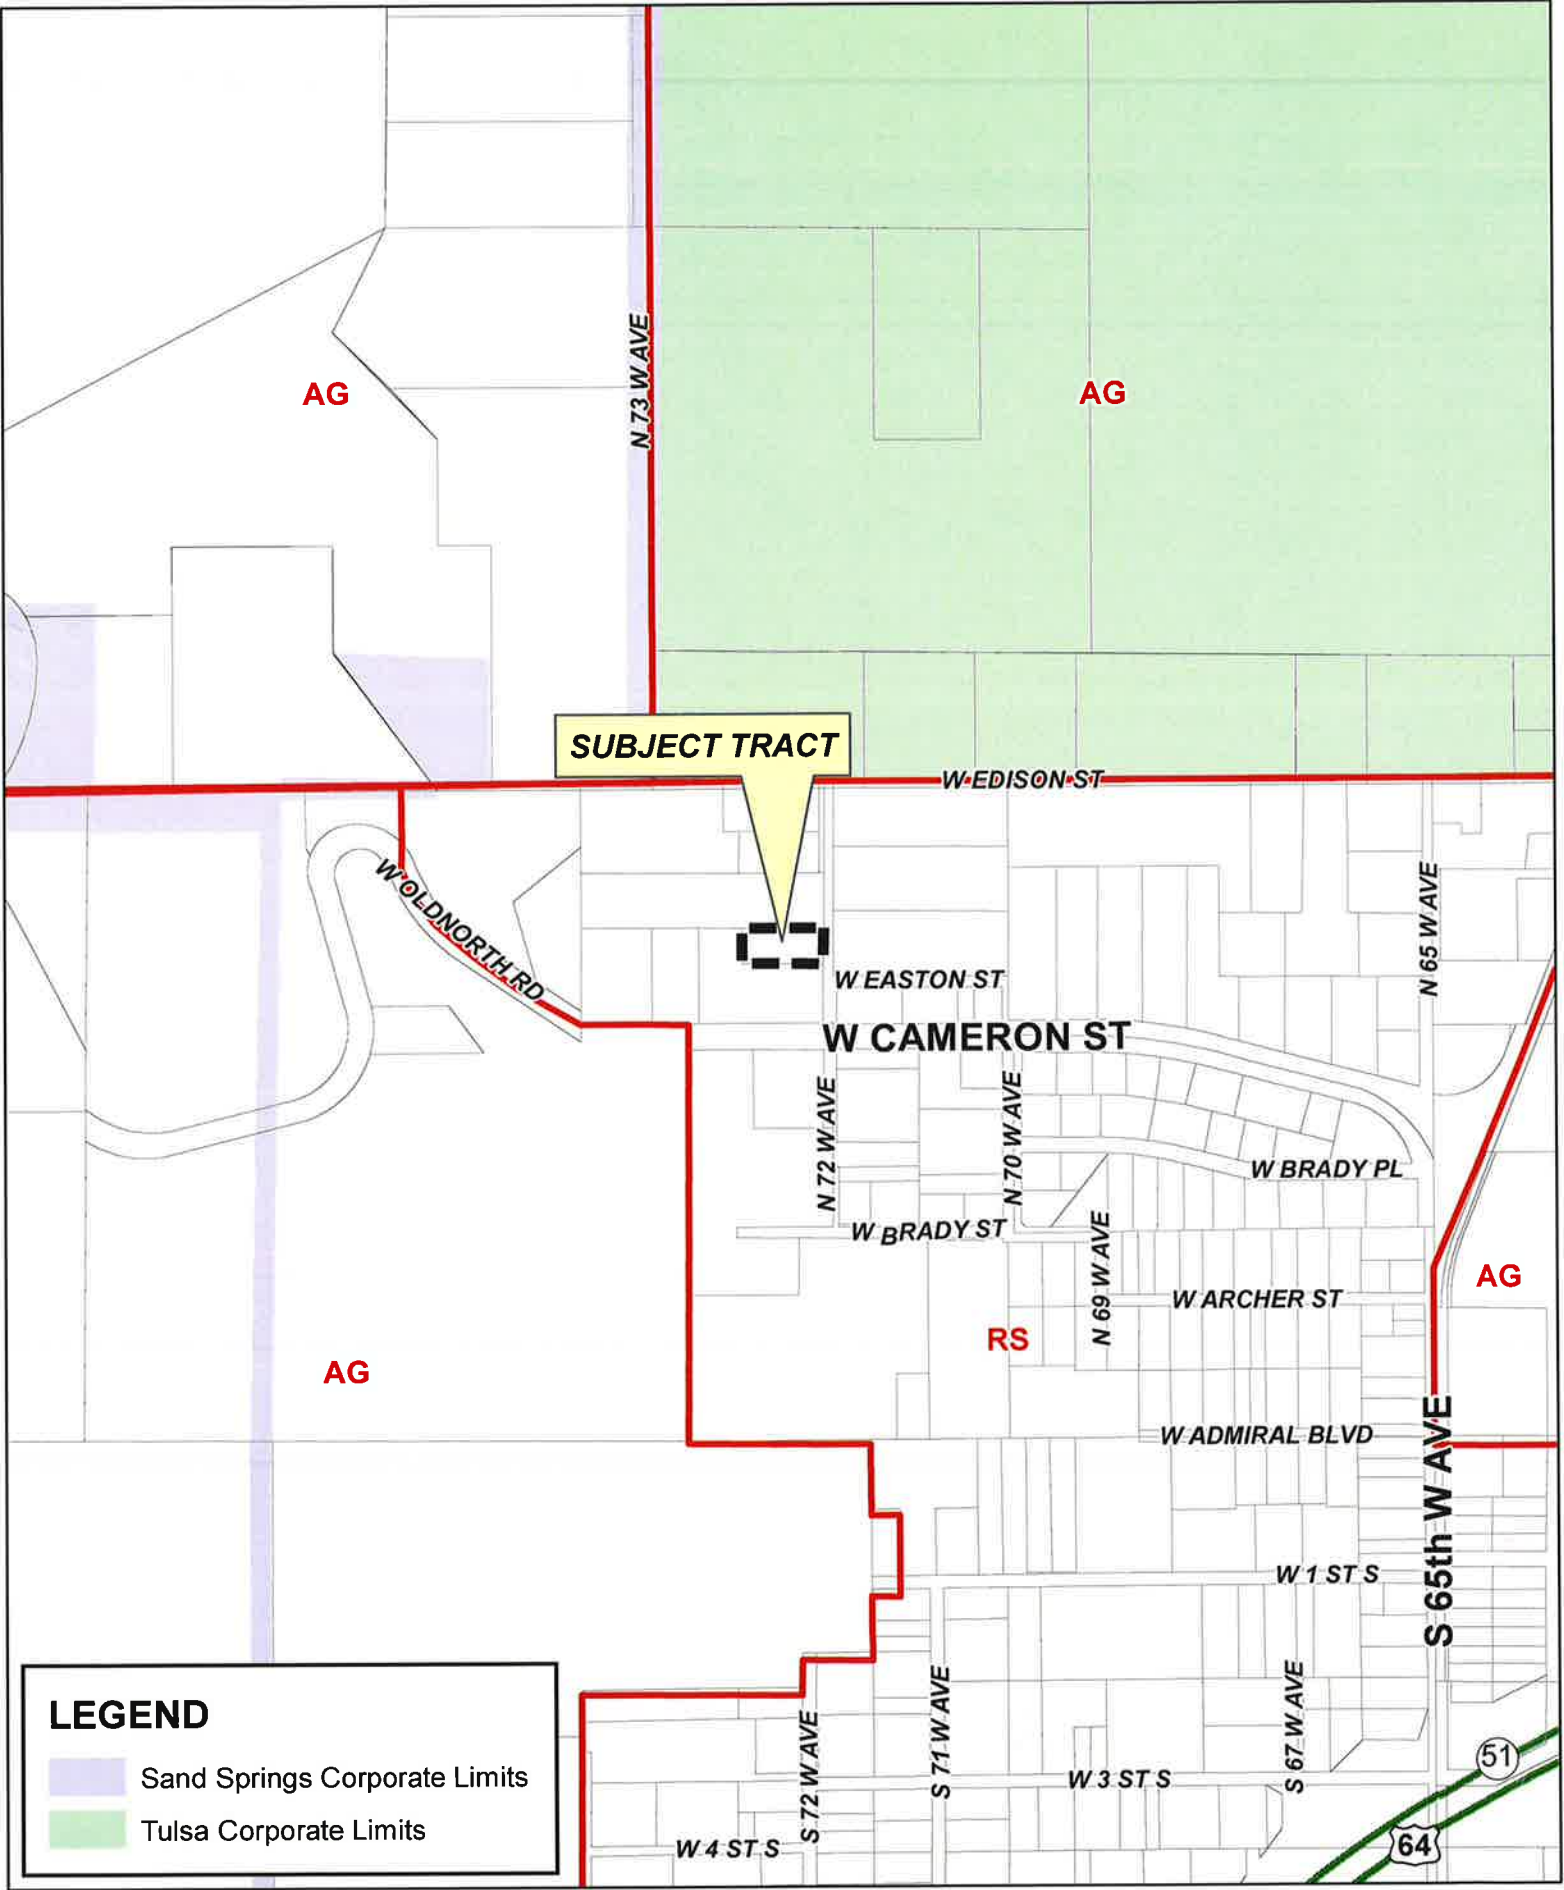 N 73 W AVE
AG
AG
SUBJECT TRACT
W EDISON ST
W OLDNORTH RD
N 65 W AVE
W EASTON ST
W CAMERON ST
N 72 W AVE
N 70 W AVE
W BRADY PL
W BRADY ST
N 69 W AVE
AG
W ARCHER ST
RS
AG
W ADMIRAL BLVD
S 65th W AVE
W 1 ST S
S 72 W AVE
S 71 W AVE
S 67 W AVE
W 3 ST S
51
64
W 4 ST S
LEGEND
Sand Springs Corporate Limits
Tulsa Corporate Limits